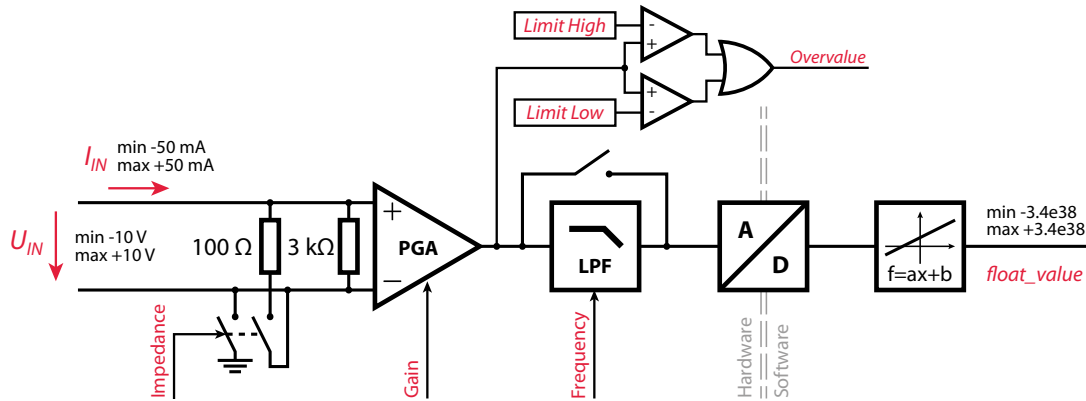 Limit High
-
+
Overvalue
+
-
Limit Low
I_IN
min -50 mA
max +50 mA
U_IN
min -10 V
max +10 V
100 Ω
3 kΩ
+
PGA
−
LPF
A
D
f=ax+b
min -3.4e38
max +3.4e38
float_value
Impedance
Gain
Frequency
Hardware
Software